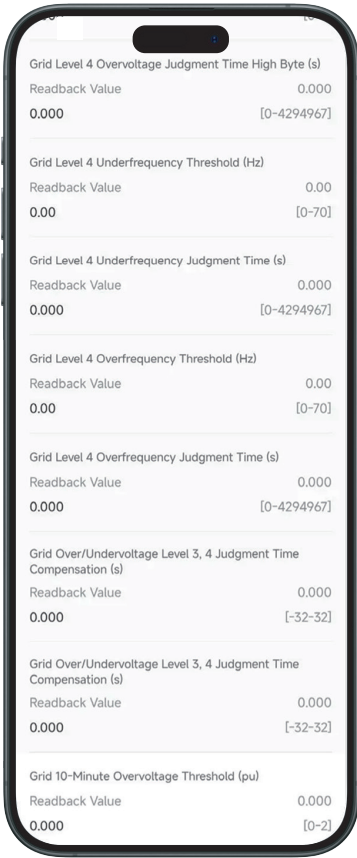 Grid Level 4 Overvoltage Judgment Time High Byte (s)
Readback Value 0.000
0.000 [0-4294967]
Grid Level 4 Underfrequency Threshold (Hz)
Readback Value 0.00
0.00 [0-70]
Grid Level 4 Underfrequency Judgment Time (s)
Readback Value 0.000
0.000 [0-4294967]
Grid Level 4 Overfrequency Threshold (Hz)
Readback Value 0.00
0.00 [0-70]
Grid Level 4 Overfrequency Judgment Time (s)
Readback Value 0.000
0.000 [0-4294967]
Grid Over/Undervoltage Level 3, 4 Judgment Time
Compensation (s)
Readback Value 0.000
0.000 [-32-32]
Grid Over/Undervoltage Level 3, 4 Judgment Time
Compensation (s)
Readback Value 0.000
0.000 [-32-32]
Grid 10-Minute Overvoltage Threshold (pu)
Readback Value 0.000
0.000 [0-2]